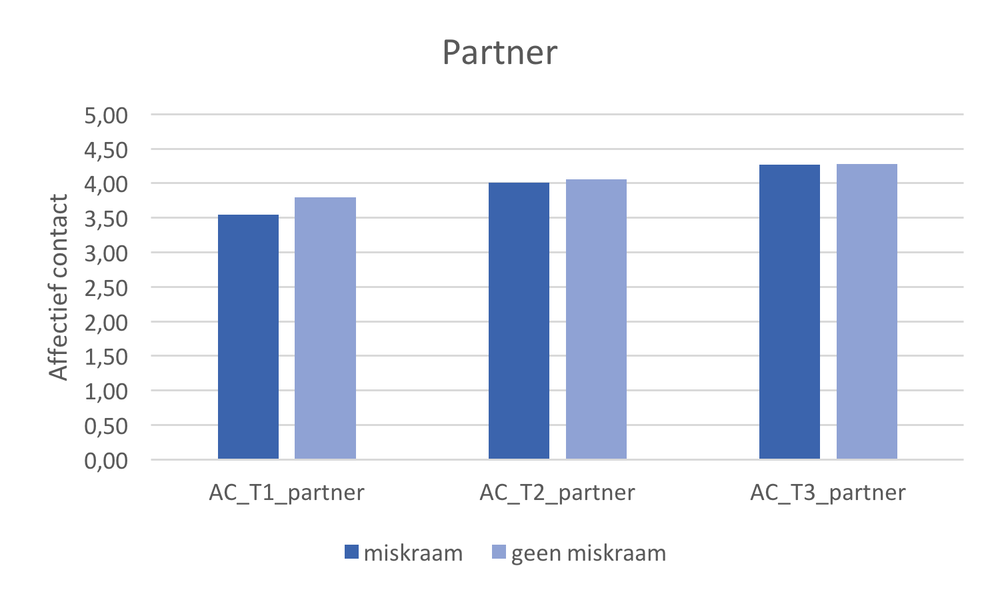 Partner
Affectief contact
5,00
4,50
4,00
3,50
3,00
2,50
2,00
1,50
1,00
0,50
0,00
AC_T1_partner AC_T2_partner AC_T3_partner
miskraam geen miskraam